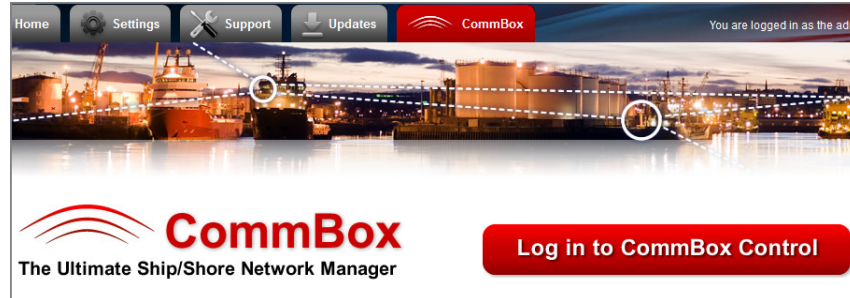 Home Settings Support Updates CommBox You are logged in as the ad
CommBox
Log in to CommBox Control
The Ultimate Ship/Shore Network Manager